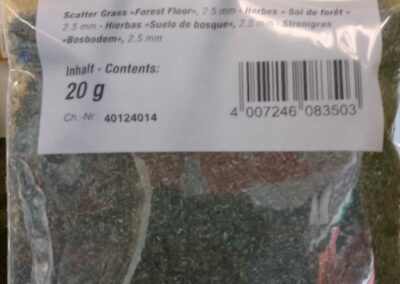 Scatter Grass »Forest Floor«, 2.5 mm · Herbes » Sol de forêt «
2.5 mm · Hierbas »Suelo de bosque«, 2.5 mm · Strooigras
»Bosbodem«, 2.5 mm
Inhalt · Contents:
20 g
Ch.-Nr.: 40124014
4 007246 083503